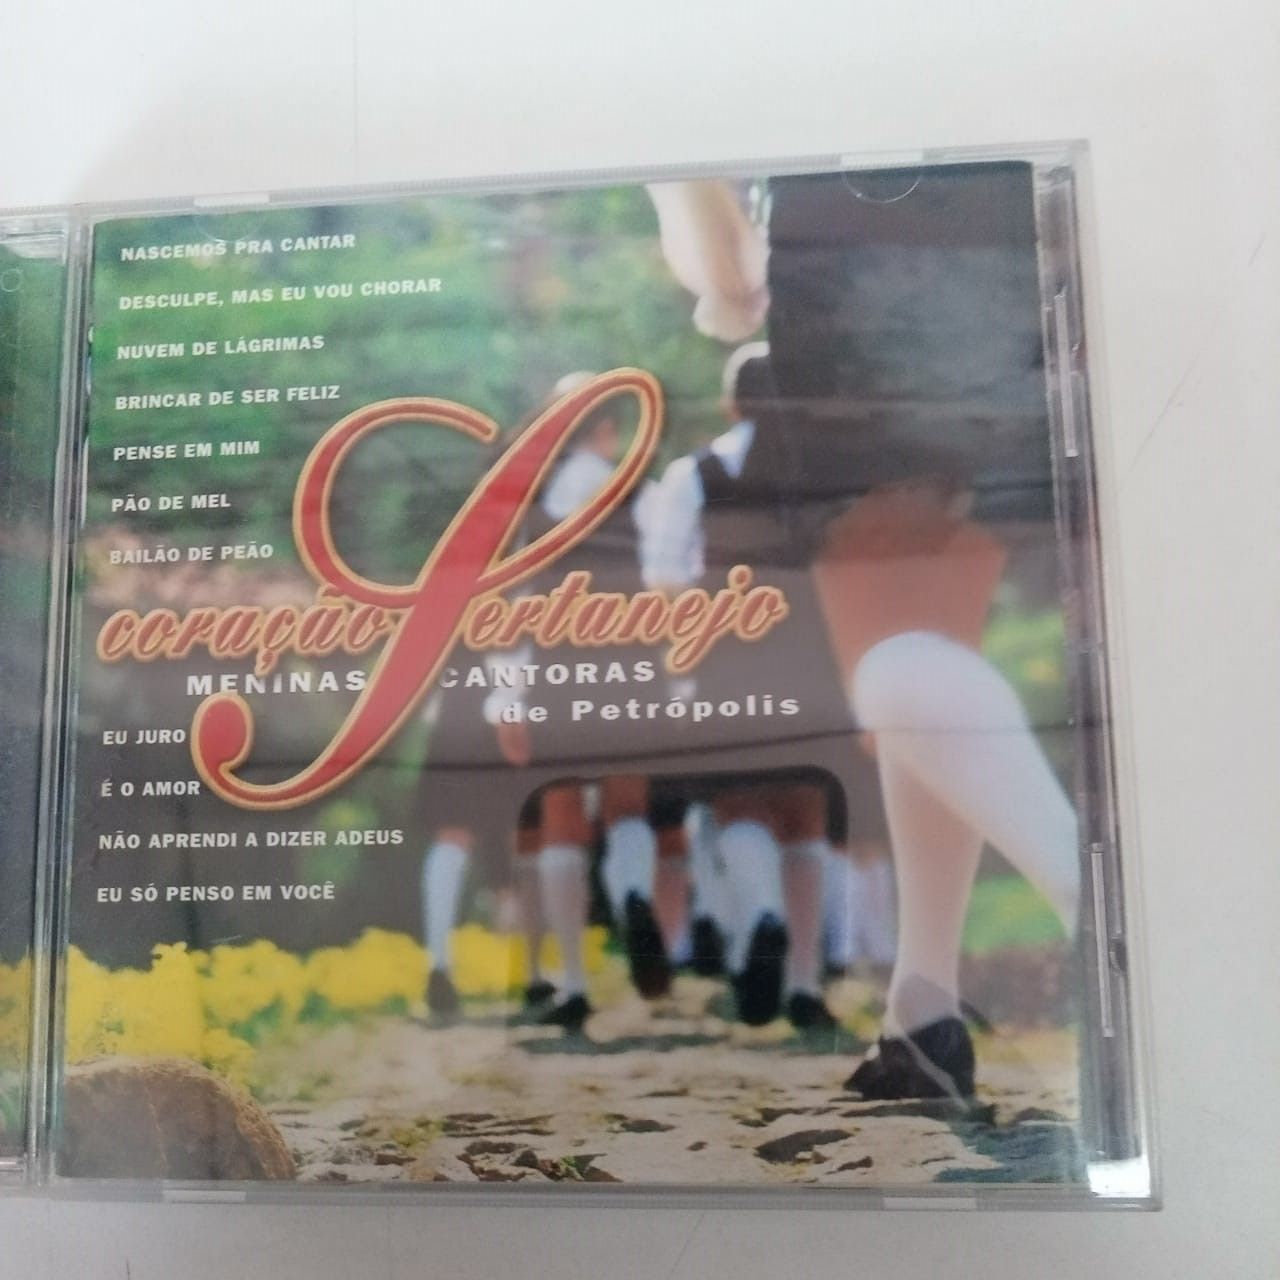 NASCEMOS PRA CANTAR
DESCULPE, MAS EU VOU CHORAR
NUVEM DE LÁGRIMAS
BRINCAR DE SER FELIZ
PENSE EM MIM
PÃO DE MEL
BAILÃO DE PEÃO
coração Sertanejo
MENINAS CANTORAS
de Petrópolis
EU JURO
É O AMOR
NÃO APRENDI A DIZER ADEUS
EU SÓ PENSO EM VOCÊ